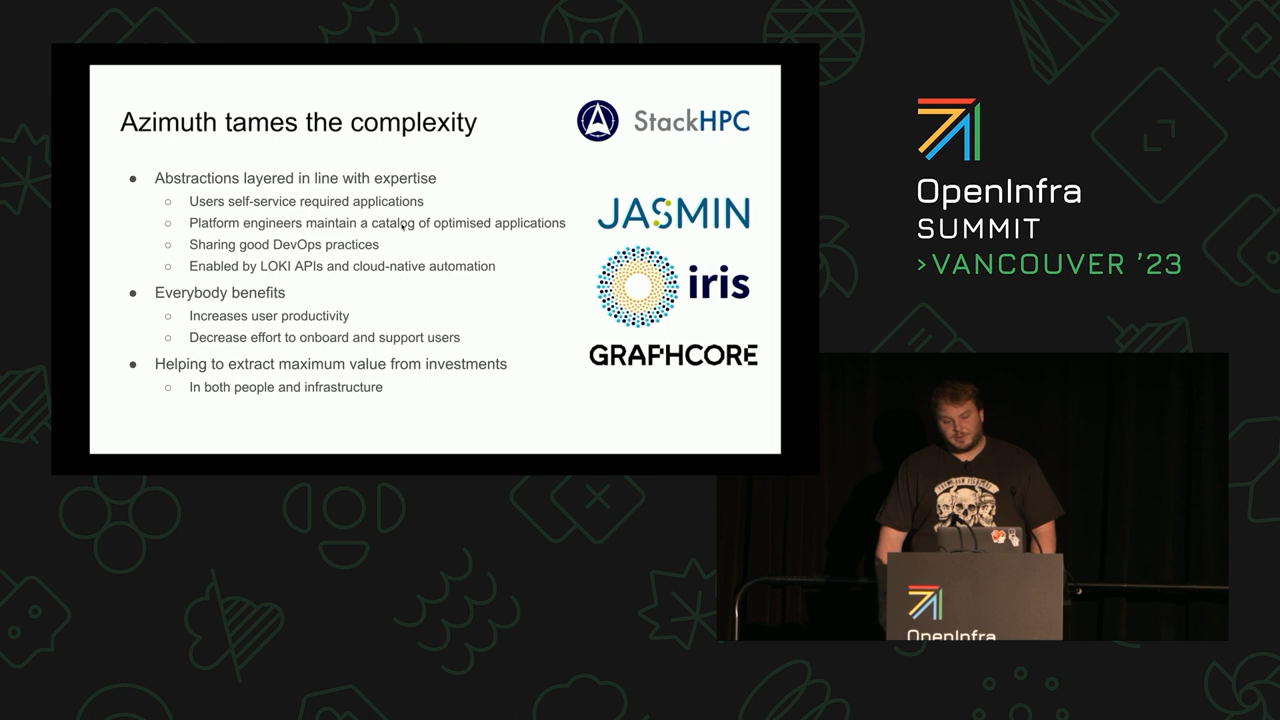 Azimuth tames the complexity
StackHPC
● Abstractions layered in line with expertise
○ Users self-service required applications
○ Platform engineers maintain a catalog of optimised applications
○ Sharing good DevOps practices
○ Enabled by LOKI APIs and cloud-native automation
● Everybody benefits
○ Increases user productivity
○ Decrease effort to onboard and support users
● Helping to extract maximum value from investments
○ In both people and infrastructure
JASMIN
iris
GRAPHCORE
OpenInfra
SUMMIT
>VANCOUVER '23
OpenInfra